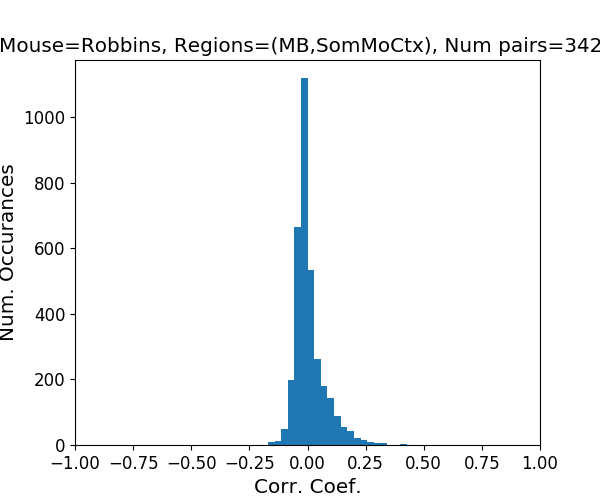 Mouse=Robbins, Regions=(MB,SomMoCtx), Num pairs=342
Num. Occurances
1000
800
600
400
200
0
−1.00 −0.75 −0.50 −0.25 0.00 0.25 0.50 0.75 1.00
Corr. Coef.